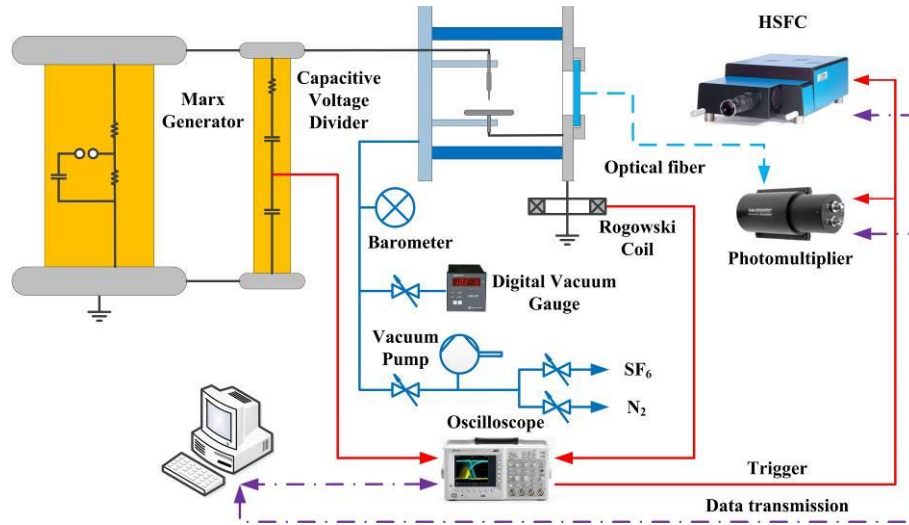 HSFC
Marx
Generator
Capacitive
Voltage
Divider
Optical fiber
Barometer
Rogowski
Coil
Photomultiplier
Digital Vacuum
Gauge
Vacuum
Pump
SF₆
N₂
Oscilloscope
Trigger
Data transmission